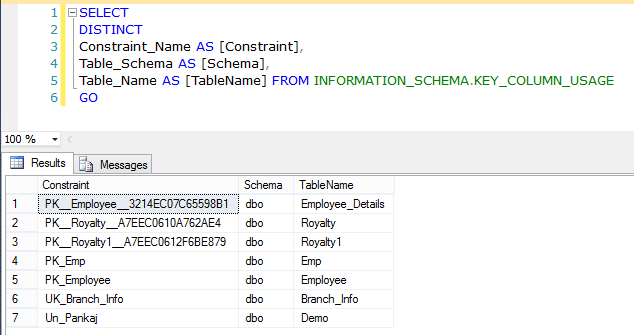 1 SELECT
2 DISTINCT
3 Constraint_Name AS [Constraint],
4 Table_Schema AS [Schema],
5 Table_Name AS [TableName] FROM INFORMATION_SCHEMA.KEY_COLUMN_USAGE
6 GO
100 %
Results Messages
Constraint Schema TableName
1 PK__Employee__3214EC07C65598B1 dbo Employee_Details
2 PK__Royalty__A7EEC0610A762AE4 dbo Royalty
3 PK__Royalty1__A7EEC0612F6BE879 dbo Royalty1
4 PK_Emp dbo Emp
5 PK_Employee dbo Employee
6 UK_Branch_Info dbo Branch_Info
7 Un_Pankaj dbo Demo